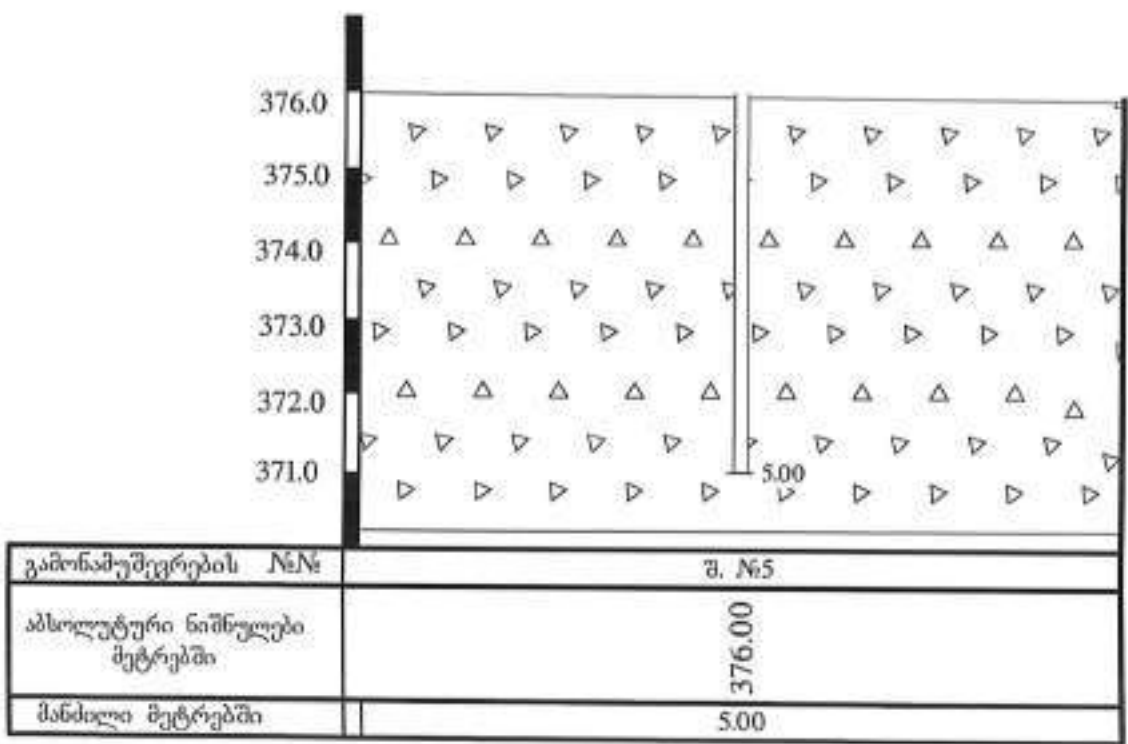 376.0
375.0
374.0
373.0
372.0
371.0
5.00
გამონამუშევრების №№
შ. №5
აბსოლუტური ნიშნულები
მეტრებში
376.00
მანძილი მეტრებში
5.00